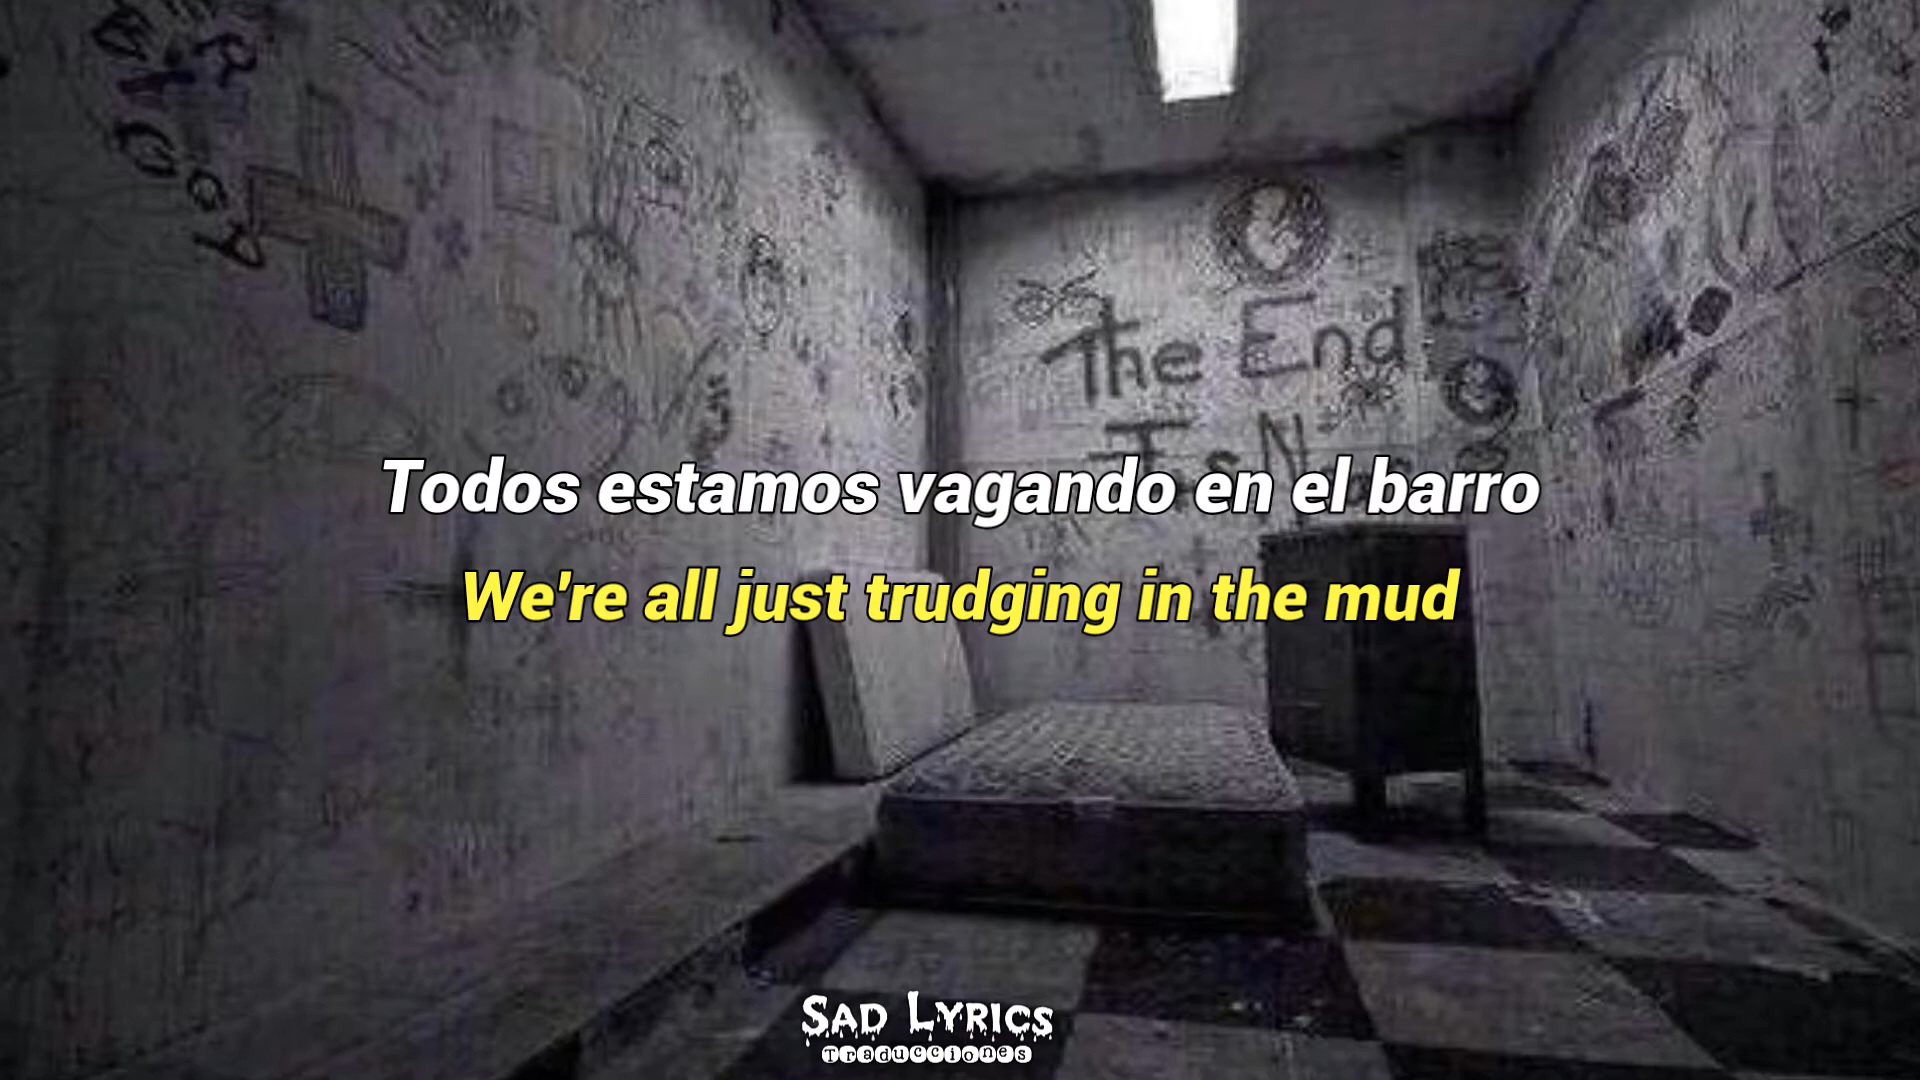 The End
Todos estamos vagando en el barro
We're all just trudging in the mud
SAD LYRICS
Traducciones